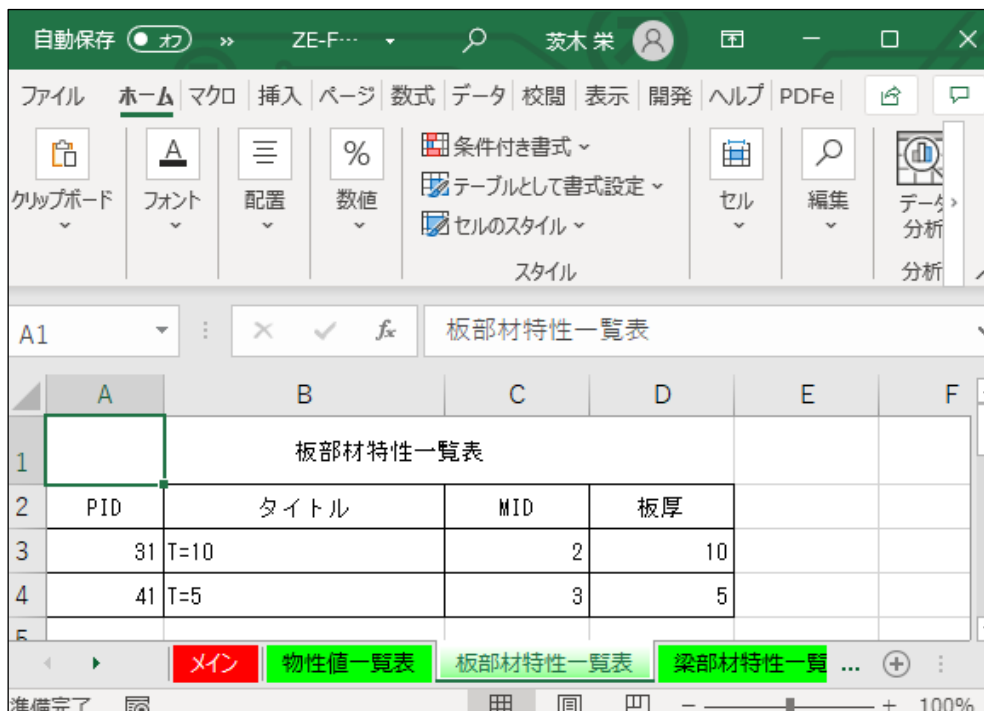 自動保存 オフ » ZE-F… 茨木 栄
ファイル ホーム マクロ 挿入 ページ 数式 データ 校閲 表示 開発 ヘルプ PDFe
クリップボード フォント 配置 % 数値 条件付き書式 テーブルとして書式設定 セルのスタイル セル 編集 データ分析
スタイル 分析
A1 fx 板部材特性一覧表
A B C D E F
1 板部材特性一覧表
2 PID タイトル MID 板厚
3 31 T=10 2 10
4 41 T=5 3 5
5
メイン 物性値一覧表 板部材特性一覧表 梁部材特性一覧 ...
準備完了 100%